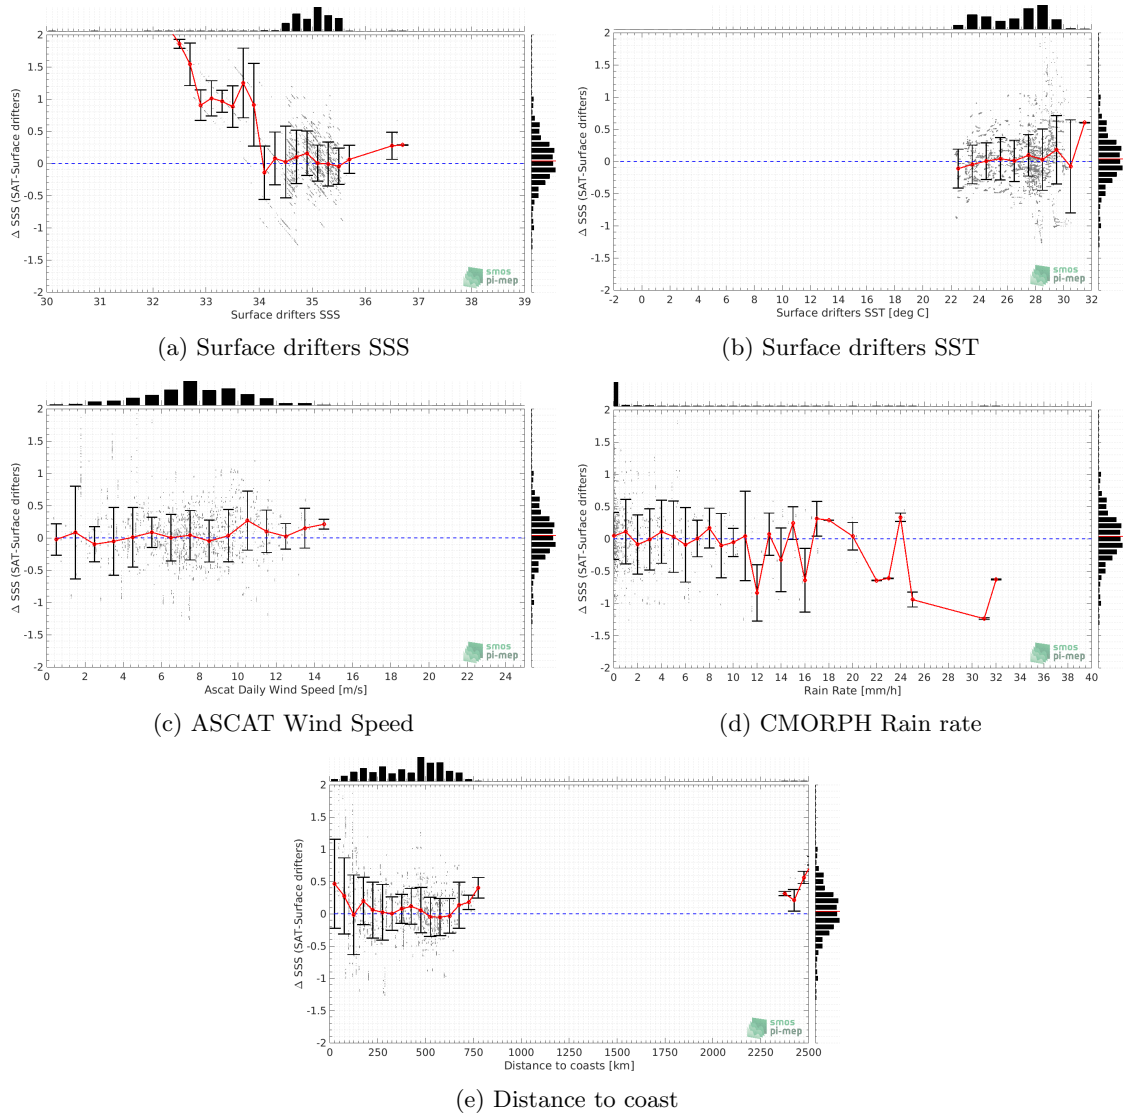 2
1.5
1
0.5
0
-0.5
-1
-1.5
-2
Δ SSS (SAT-Surface drifters)
30 31 32 33 34 35 36 37 38 39
Surface drifters SSS
smos
pi-mep
(a) Surface drifters SSS
2
1.5
1
0.5
0
-0.5
-1
-1.5
-2
Δ SSS (SAT-Surface drifters)
-2 0 2 4 6 8 10 12 14 16 18 20 22 24 26 28 30 32
Surface drifters SST [deg C]
smos
pi-mep
(b) Surface drifters SST
2
1.5
1
0.5
0
-0.5
-1
-1.5
-2
Δ SSS (SAT-Surface drifters)
0 2 4 6 8 10 12 14 16 18 20 22 24
Ascat Daily Wind Speed [m/s]
smos
pi-mep
(c) ASCAT Wind Speed
2
1.5
1
0.5
0
-0.5
-1
-1.5
-2
Δ SSS (SAT-Surface drifters)
0 2 4 6 8 10 12 14 16 18 20 22 24 26 28 30 32 34 36 38 40
Rain Rate [mm/h]
smos
pi-mep
(d) CMORPH Rain rate
2
1.5
1
0.5
0
-0.5
-1
-1.5
-2
Δ SSS (SAT-Surface drifters)
0 250 500 750 1000 1250 1500 1750 2000 2250 2500
Distance to coasts [km]
smos
pi-mep
(e) Distance to coast